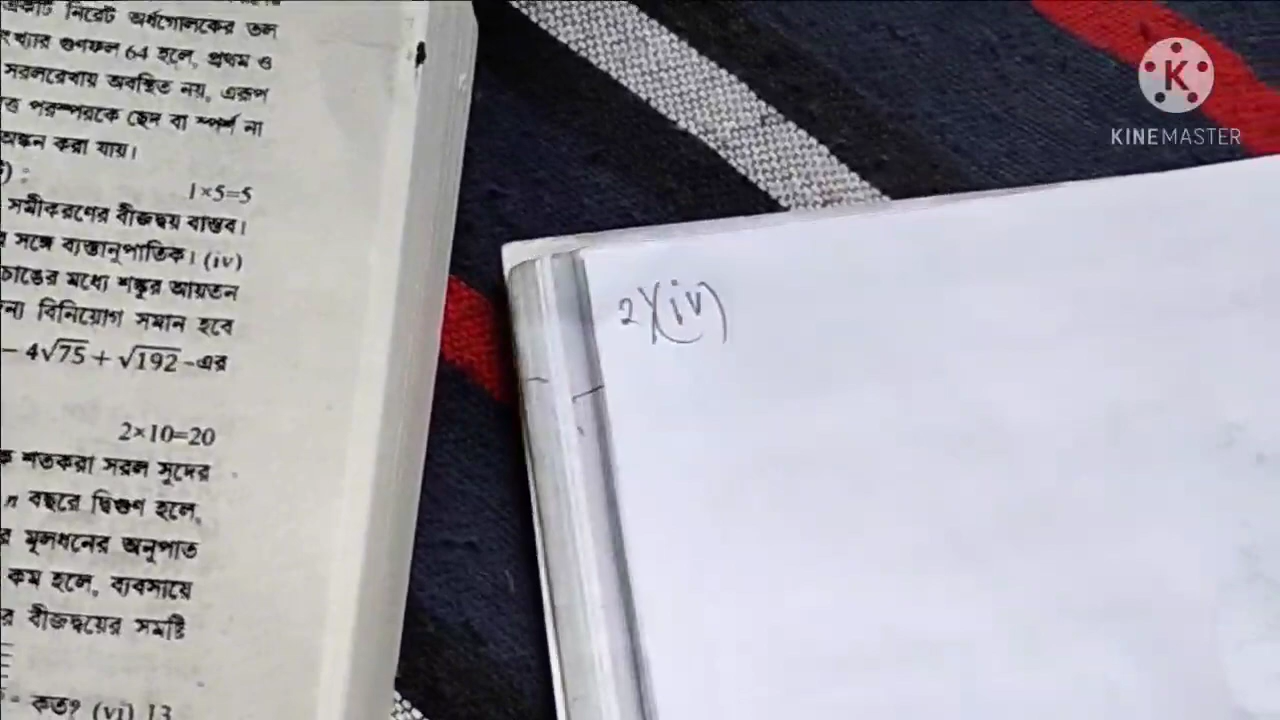 নিরেট অর্ধগোলকের তল
গুণফল 64 হলে, প্রথম ও
সরলরেখায় অবস্থিত নয়, এরূপ
পরস্পরকে ছেদ বা স্পর্শ না
অঙ্কন করা যায়।
1×5=5
সমীকরণের বীজদ্বয় বাস্তব।
সঙ্গে ব্যস্তানুপাতিক। (iv)
মধ্যে শঙ্কুর আয়তন
বিনিয়োগ সমান হবে
– 4√75 + √192 -এর
2×10=20
শতকরা সরল সুদের
n বছরে দ্বিগুণ হলে,
মূলধনের অনুপাত
কম হলে, ব্যবসায়ে
বীজদ্বয়ের সমষ্টি
কত? (vi) 13
2)(iv)
K
KINEMASTER